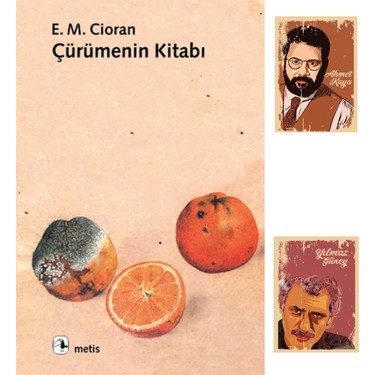 E. M. Cioran
Çürümenin Kitabı
metis
Ahmet
Kaya
Yılmaz
Güney